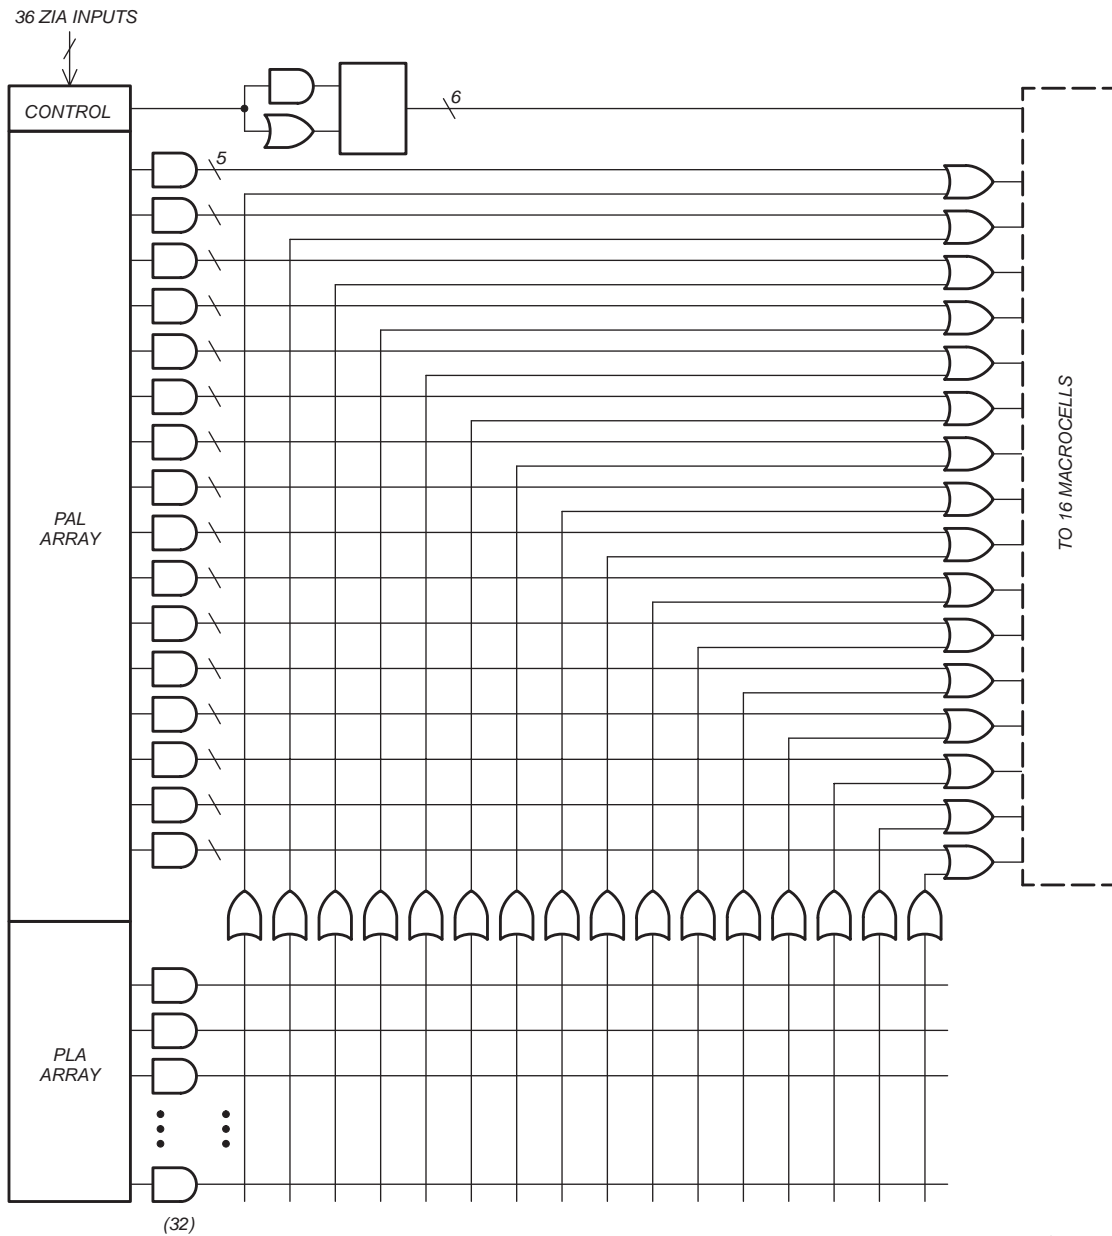 36 ZIA INPUTS
CONTROL
6
5
PAL
ARRAY
TO 16 MACROCELLS
PLA
ARRAY
(32)